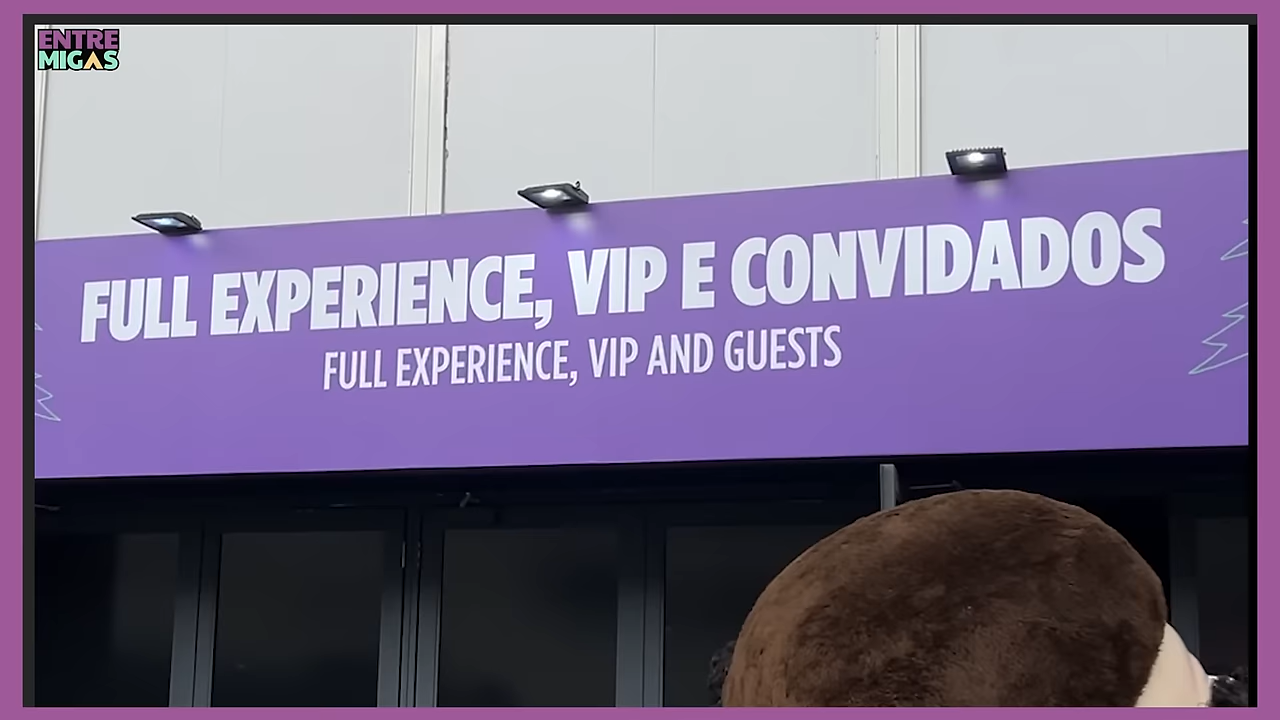 ENTRE
MIGAS
FULL EXPERIENCE, VIP E CONVIDADOS
FULL EXPERIENCE, VIP AND GUESTS